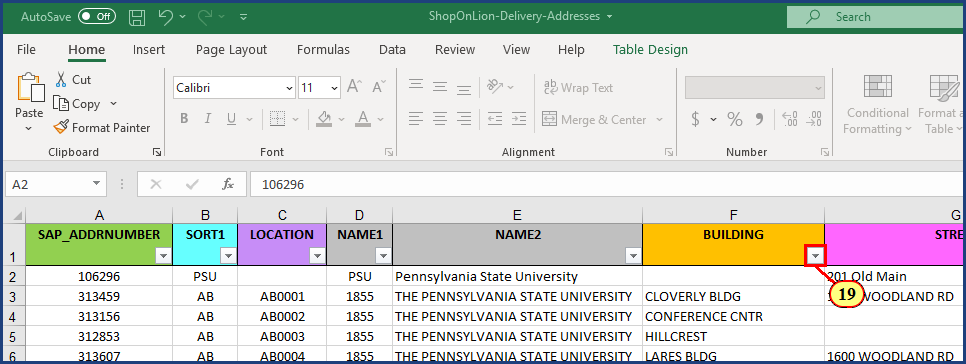 AutoSave Off ShopOnLion-Delivery-Addresses Search
File Home Insert Page Layout Formulas Data Review View Help Table Design
Paste Cut Copy Format Painter
Calibri 11 A A
B I U A
ab c Wrap Text
Merge & Center
$ % 9 .00 .00
Conditional Formatting Format a Table
Clipboard Font Alignment Number
A2 fx 106296
A B C D E F G
1 SAP_ADDRNUMBER SORT1 LOCATION NAME1 NAME2 BUILDING STRE
2 106296 PSU PSU Pennsylvania State University 201 Old Main
19
3 313459 AB AB0001 1855 THE PENNSYLVANIA STATE UNIVERSITY CLOVERLY BLDG WOODLAND RD
4 313156 AB AB0002 1855 THE PENNSYLVANIA STATE UNIVERSITY CONFERENCE CNTR
5 312853 AB AB0003 1855 THE PENNSYLVANIA STATE UNIVERSITY HILLCREST
6 313607 AB AB0004 1855 THE PENNSYLVANIA STATE UNIVERSITY LARES BLDG 1600 WOODLAND RD